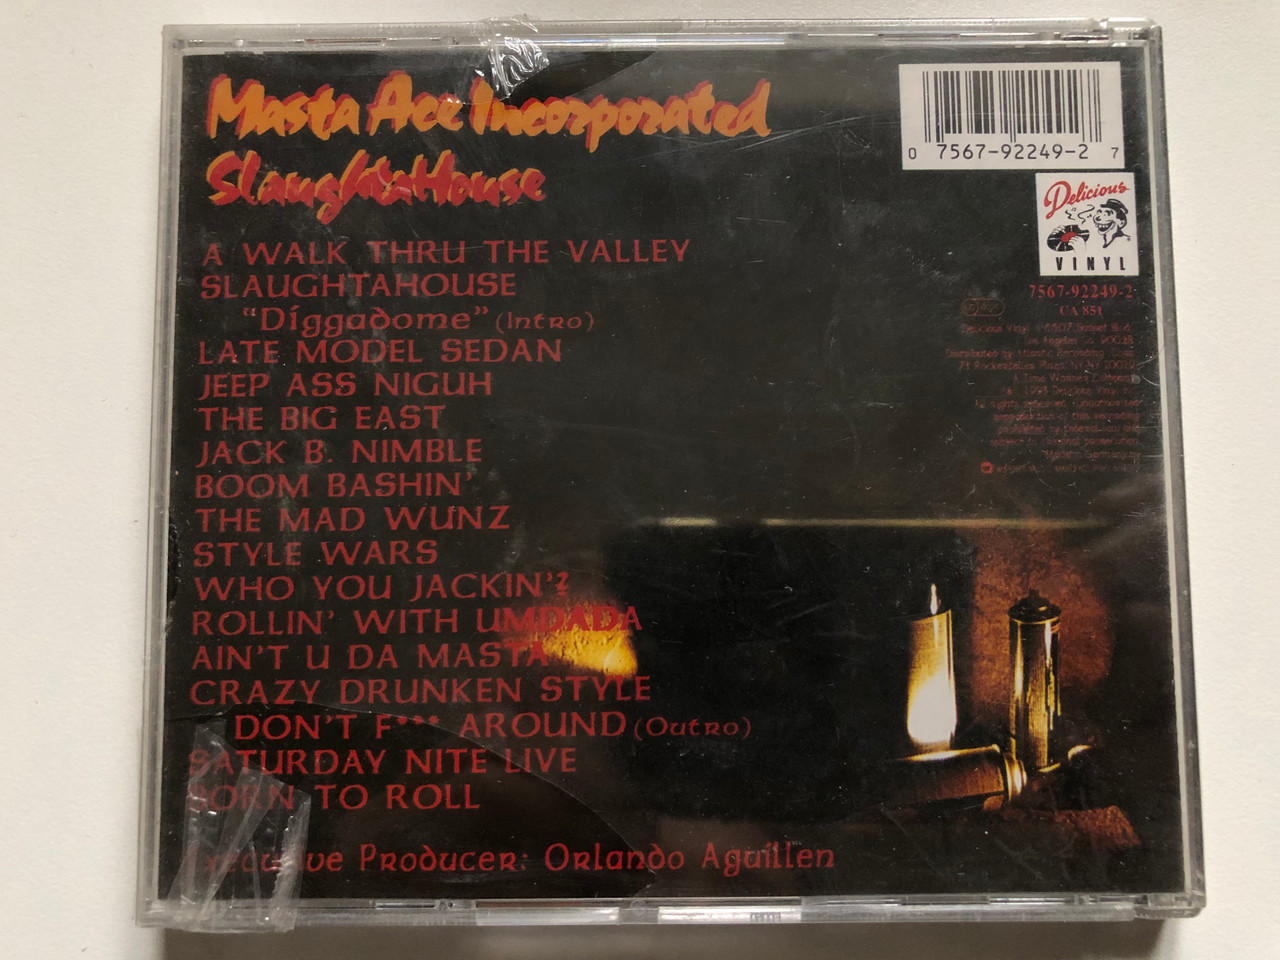 Masta Ace Incorporated
SlaughtaHouse
0 7567-92249-2 7
Delicious
VINYL
7567-92249-2
CA 851
A WALK THRU THE VALLEY
SLAUGHTAHOUSE
"Diggadome" (Intro)
LATE MODEL SEDAN
JEEP ASS NIGUH
THE BIG EAST
JACK B. NIMBLE
BOOM BASHIN'
THE MAD WUNZ
STYLE WARS
WHO YOU JACKIN'?
ROLLIN' WITH UMDADA
AIN'T U DA MASTA
CRAZY DRUNKEN STYLE
DON'T F*** AROUND (Outro)
SATURDAY NITE LIVE
BORN TO ROLL
Executive Producer: Orlando Aguillen